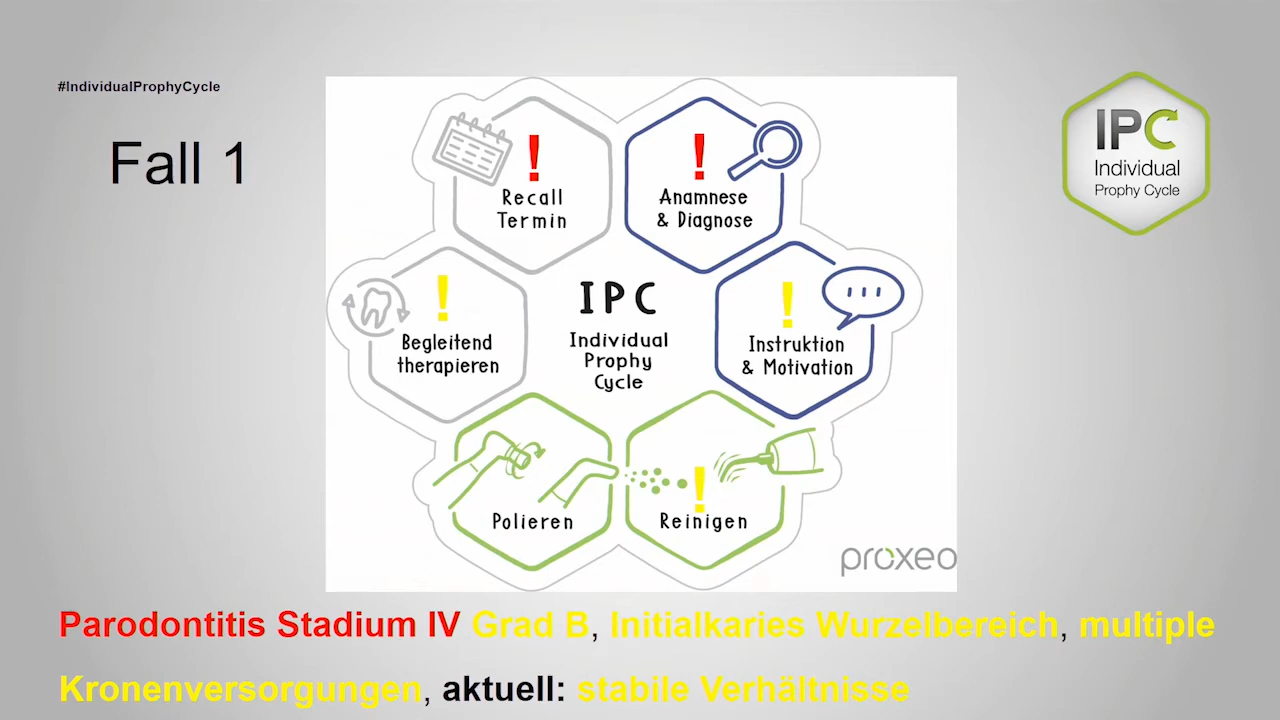 #IndividualProphyCycle
Fall 1
IPC
Individual
Prophy Cycle
!
Recall
Termin
!
Anamnese
& Diagnose
!
Begleitend
therapieren
IPC
Individual
Prophy
Cycle
!
Instruktion
& Motivation
Polieren
!
Reinigen
proxeo
Parodontitis Stadium IV Grad B, Initialkaries Wurzelbereich, multiple
Kronenversorgungen, aktuell: stabile Verhältnisse